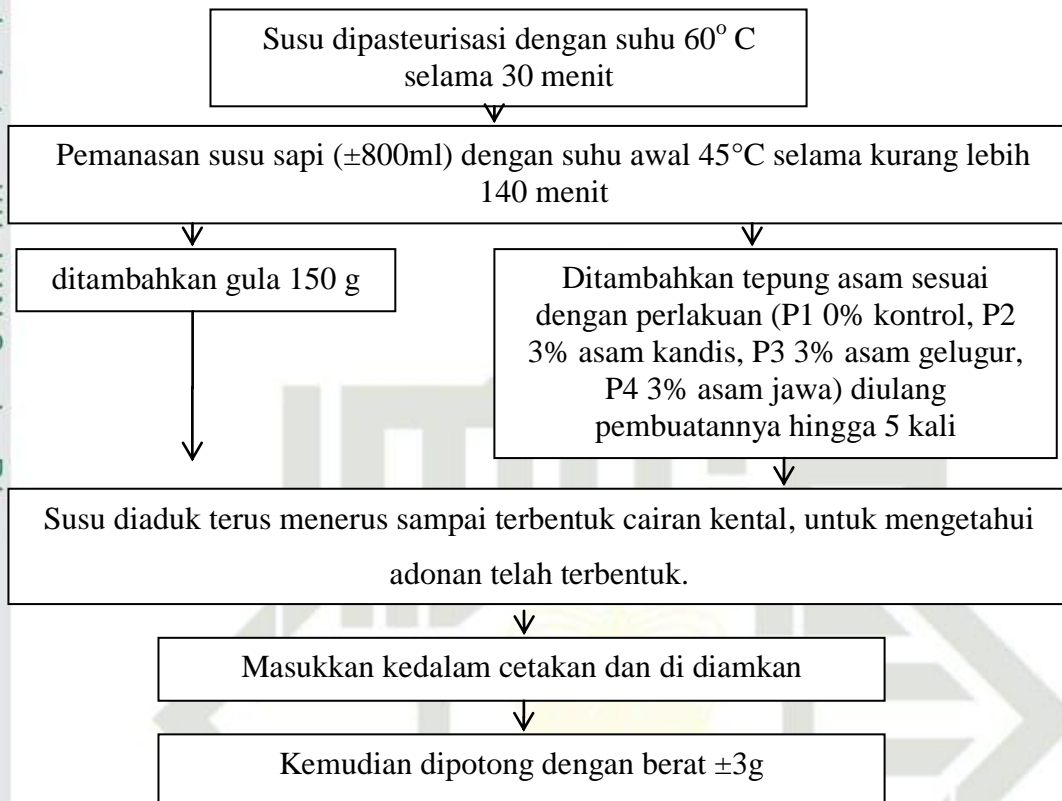 Susu dipasteurisasi dengan suhu 60° C
selama 30 menit
Pemanasan susu sapi (±800ml) dengan suhu awal 45°C selama kurang lebih
140 menit
ditambahkan gula 150 g
Ditambahkan tepung asam sesuai
dengan perlakuan (P1 0% kontrol, P2
3% asam kandis, P3 3% asam gelugur,
P4 3% asam jawa) diulang
pembuatannya hingga 5 kali
Susu diaduk terus menerus sampai terbentuk cairan kental, untuk mengetahui
adonan telah terbentuk.
Masukkan kedalam cetakan dan di diamkan
Kemudian dipotong dengan berat ±3g